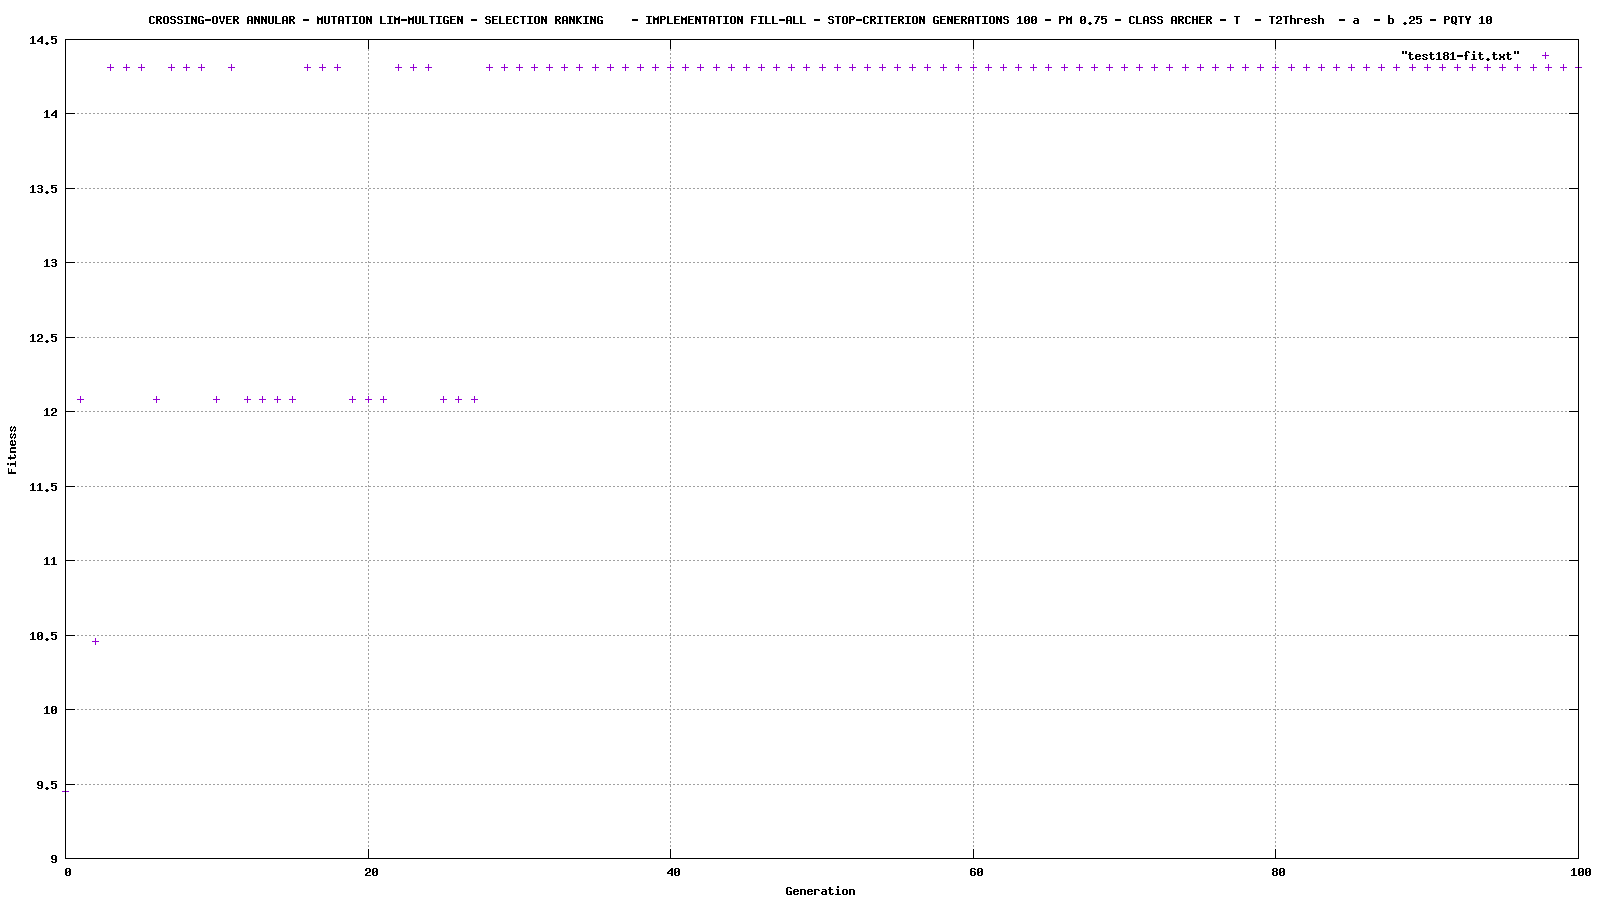 CROSSING-OVER ANNULAR - MUTATION LIM-MULTIGEN - SELECTION RANKING    - IMPLEMENTATION FILL-ALL - STOP-CRITERION GENERATIONS 100 - PM 0.75 - CLASS ARCHER - T  - T2Thresh  - a  - b .25 - PQTY 10
"test181-fit.txt"
14.5
14
13.5
13
12.5
12
11.5
11
10.5
10
9.5
9
Fitness
0 20 40 60 80 100
Generation